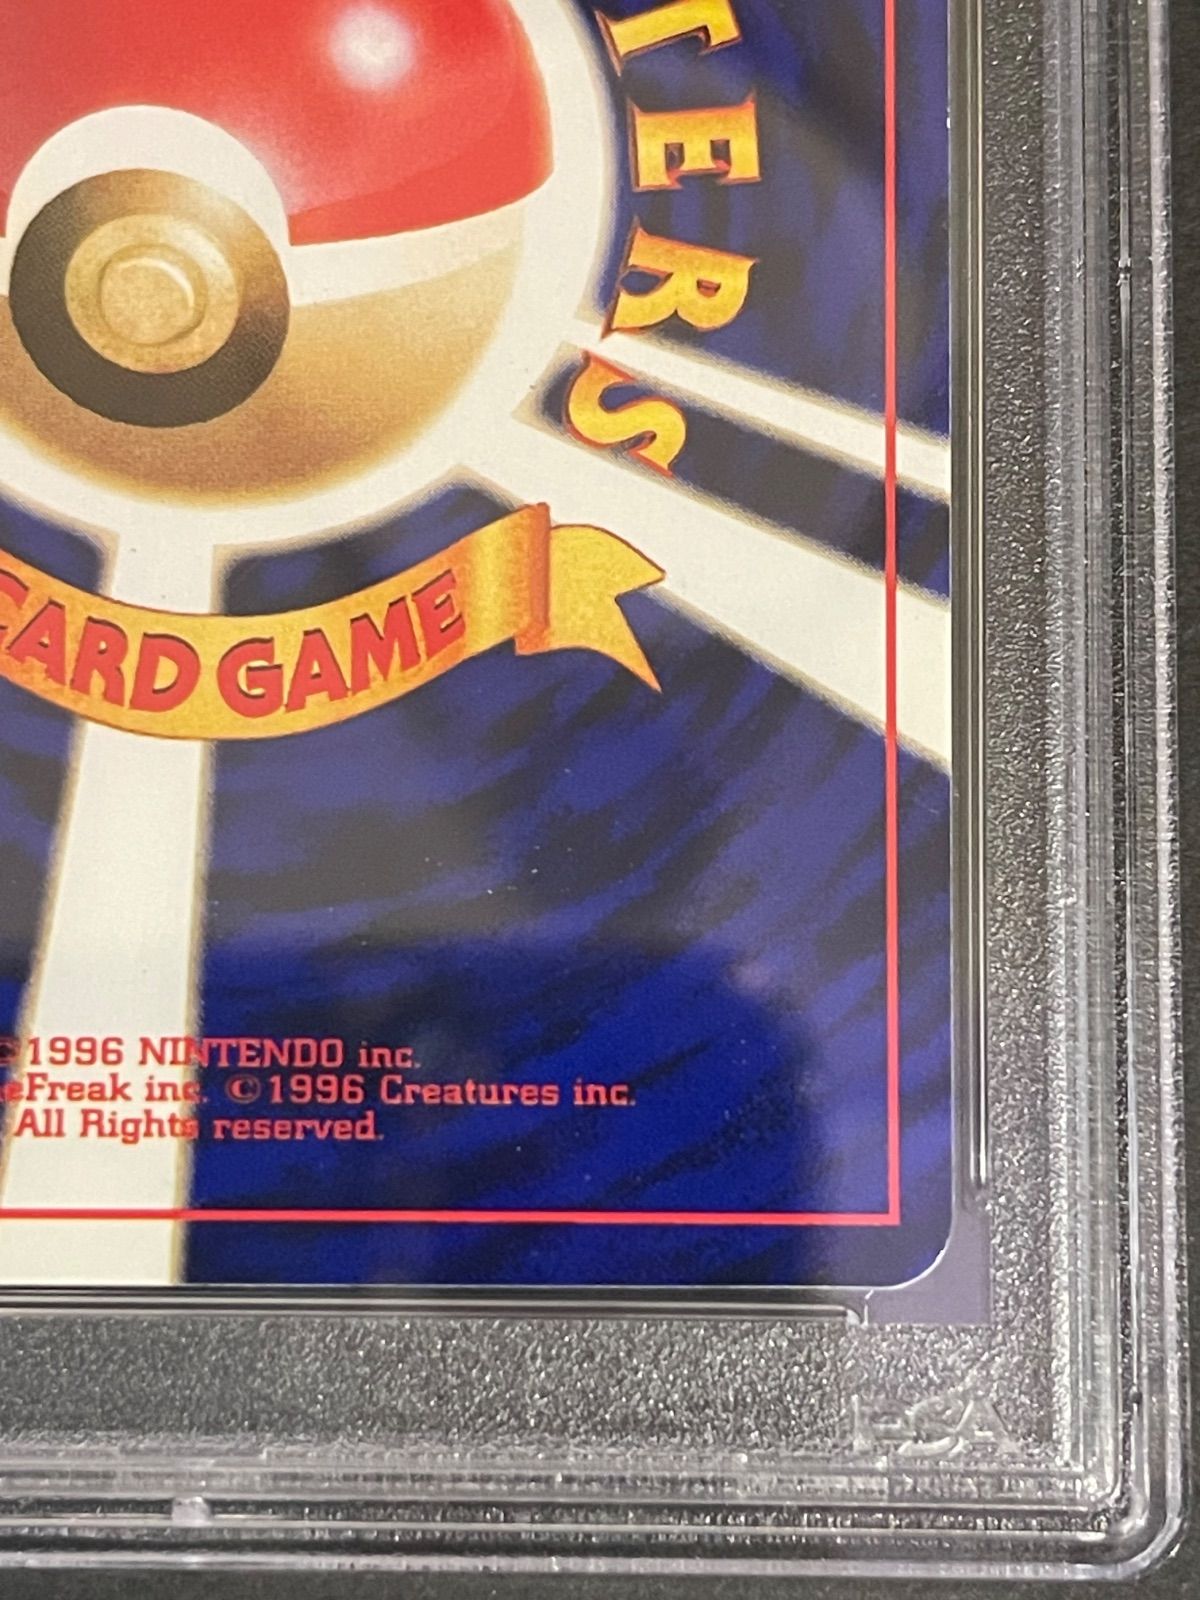 TERS
CARD GAME
©1996 NINTENDO inc.
eFreak inc. ©1996 Creatures inc.
All Rights reserved.
PSA